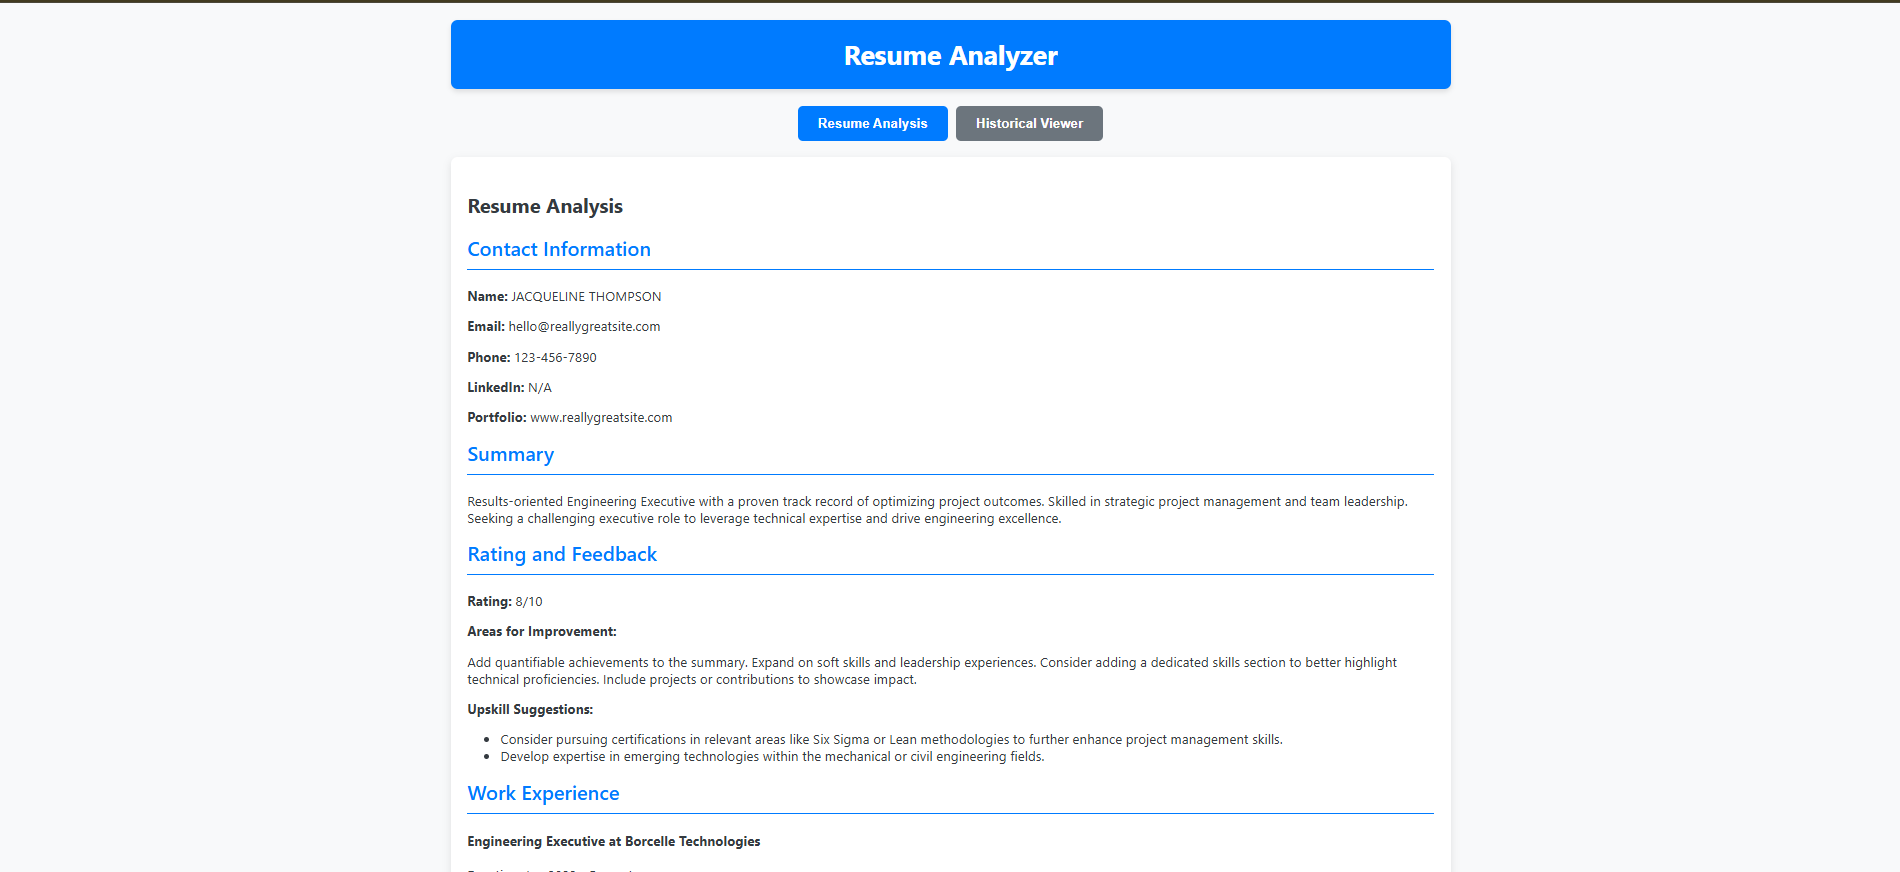 Resume Analyzer
Resume Analysis
Historical Viewer
Resume Analysis
Contact Information
Name: JACQUELINE THOMPSON
Email: hello@reallygreatsite.com
Phone: 123-456-7890
LinkedIn: N/A
Portfolio: www.reallygreatsite.com
Summary
Results-oriented Engineering Executive with a proven track record of optimizing project outcomes. Skilled in strategic project management and team leadership.
Seeking a challenging executive role to leverage technical expertise and drive engineering excellence.
Rating and Feedback
Rating: 8/10
Areas for Improvement:
Add quantifiable achievements to the summary. Expand on soft skills and leadership experiences. Consider adding a dedicated skills section to better highlight
technical proficiencies. Include projects or contributions to showcase impact.
Upskill Suggestions:
• Consider pursuing certifications in relevant areas like Six Sigma or Lean methodologies to further enhance project management skills.
• Develop expertise in emerging technologies within the mechanical or civil engineering fields.
Work Experience
Engineering Executive at Borcelle Technologies